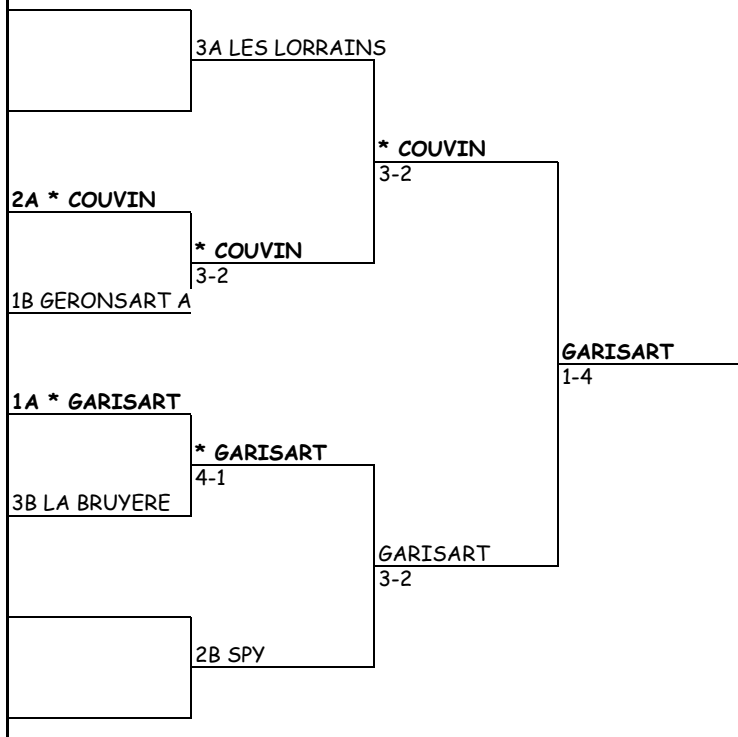 3A LES LORRAINS
* COUVIN
3-2
2A * COUVIN
* COUVIN
3-2
1B GERONSART A
GARISART
1-4
1A * GARISART
* GARISART
4-1
3B LA BRUYERE
GARISART
3-2
2B SPY